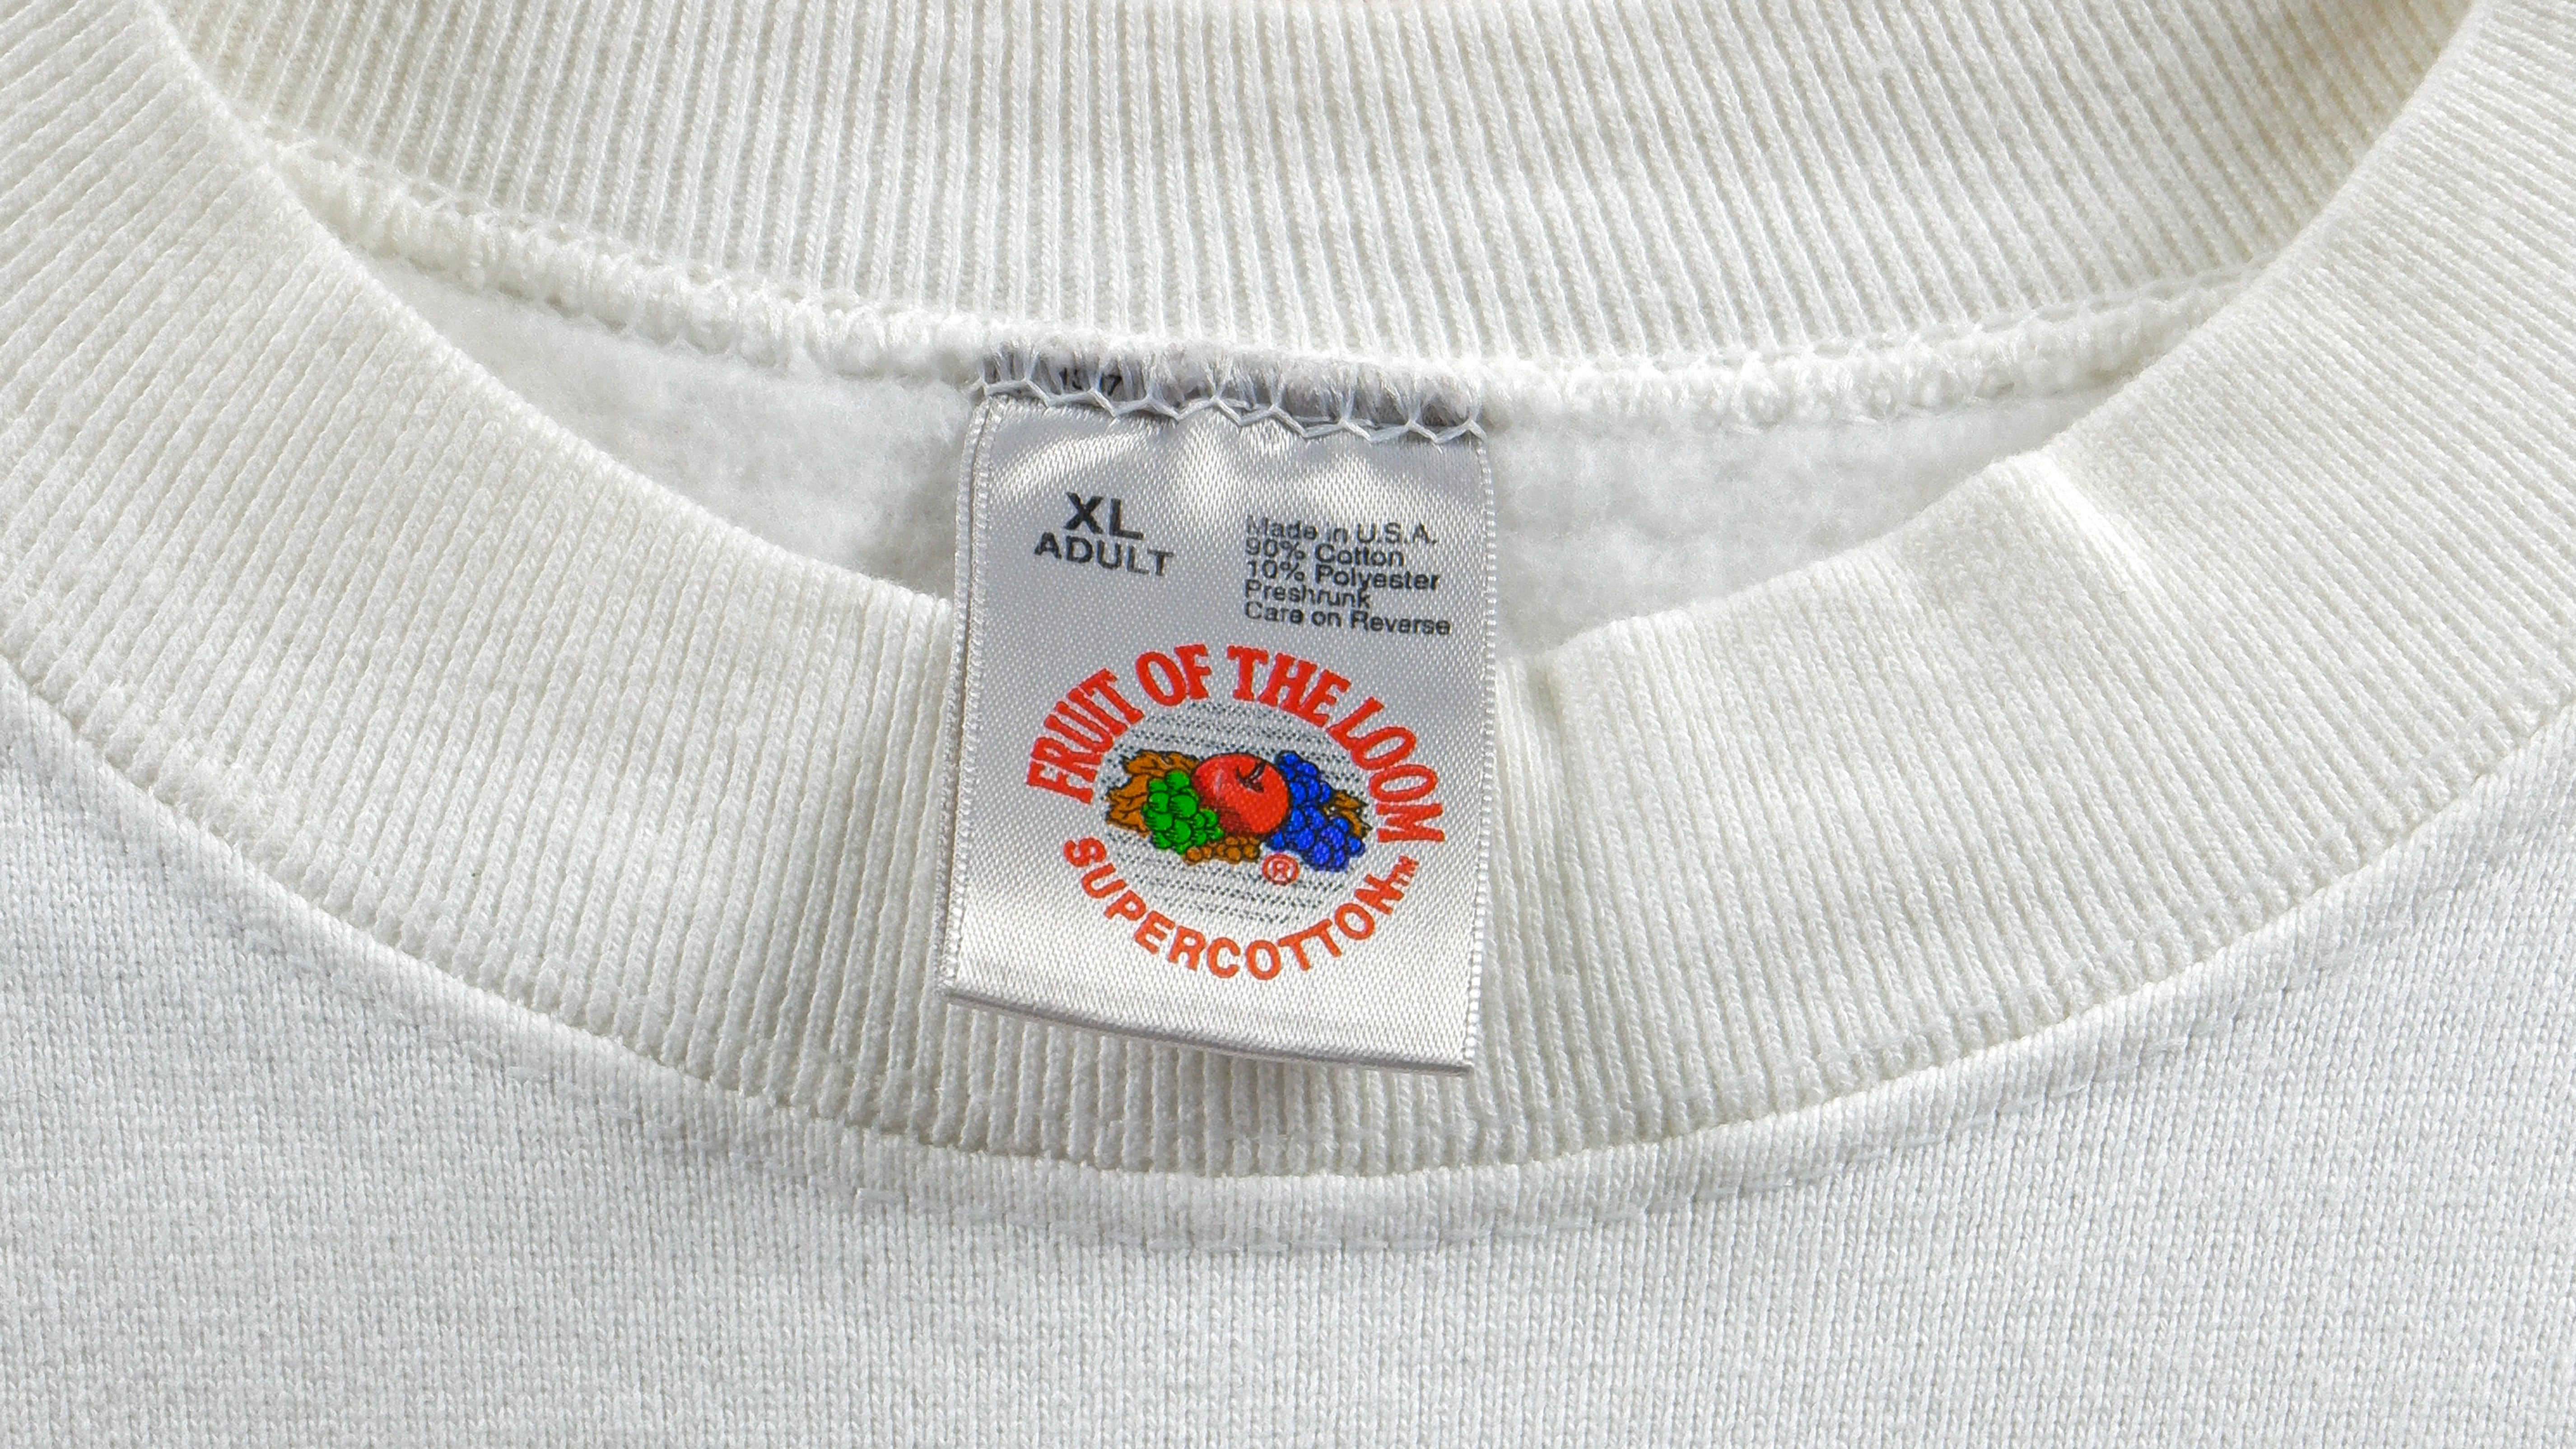 XL
ADULT
Made in U.S.A.
90% Cotton
10% Polyester
Preshrunk
Care on Reverse
FRUIT OF THE LOOM
®
SUPERCOTTON™